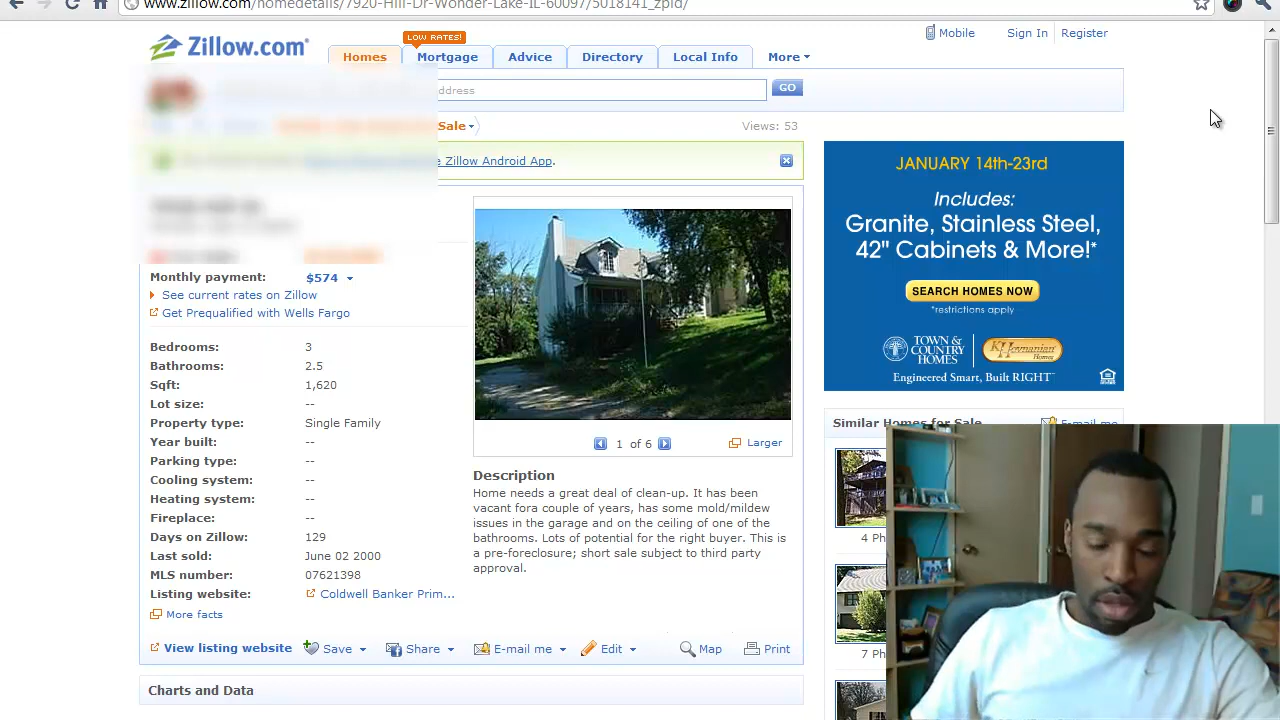 www.zillow.com/homedetails/7920-Hill-Dr-Wonder-Lake-IL-60097/5018141_zpid/
Zillow.com®
LOW RATES!
Homes
Mortgage
Advice
Directory
Local Info
More
Mobile
Sign In
Register
address
GO
Sale
Views: 53
Zillow Android App.
Monthly payment: $574
See current rates on Zillow
Get Prequalified with Wells Fargo
Bedrooms: 3
Bathrooms: 2.5
Sqft: 1,620
Lot size: --
Property type: Single Family
Year built: --
Parking type: --
Cooling system: --
Heating system: --
Fireplace: --
Days on Zillow: 129
Last sold: June 02 2000
MLS number: 07621398
Listing website: Coldwell Banker Prim...
More facts
1 of 6
Larger
Description
Home needs a great deal of clean-up. It has been
vacant fora couple of years, has some mold/mildew
issues in the garage and on the ceiling of one of the
bathrooms. Lots of potential for the right buyer. This is
a pre-foreclosure; short sale subject to third party
approval.
View listing website
Save
Share
E-mail me
Edit
Map
Print
Charts and Data
JANUARY 14th-23rd
Includes:
Granite, Stainless Steel,
42" Cabinets & More!*
SEARCH HOMES NOW
*restrictions apply
TOWN &
COUNTRY
HOMES
K. Hovnanian
Homes
Engineered Smart, Built RIGHT™
Similar Homes for Sale
E-mail me
4 Ph
7 Ph